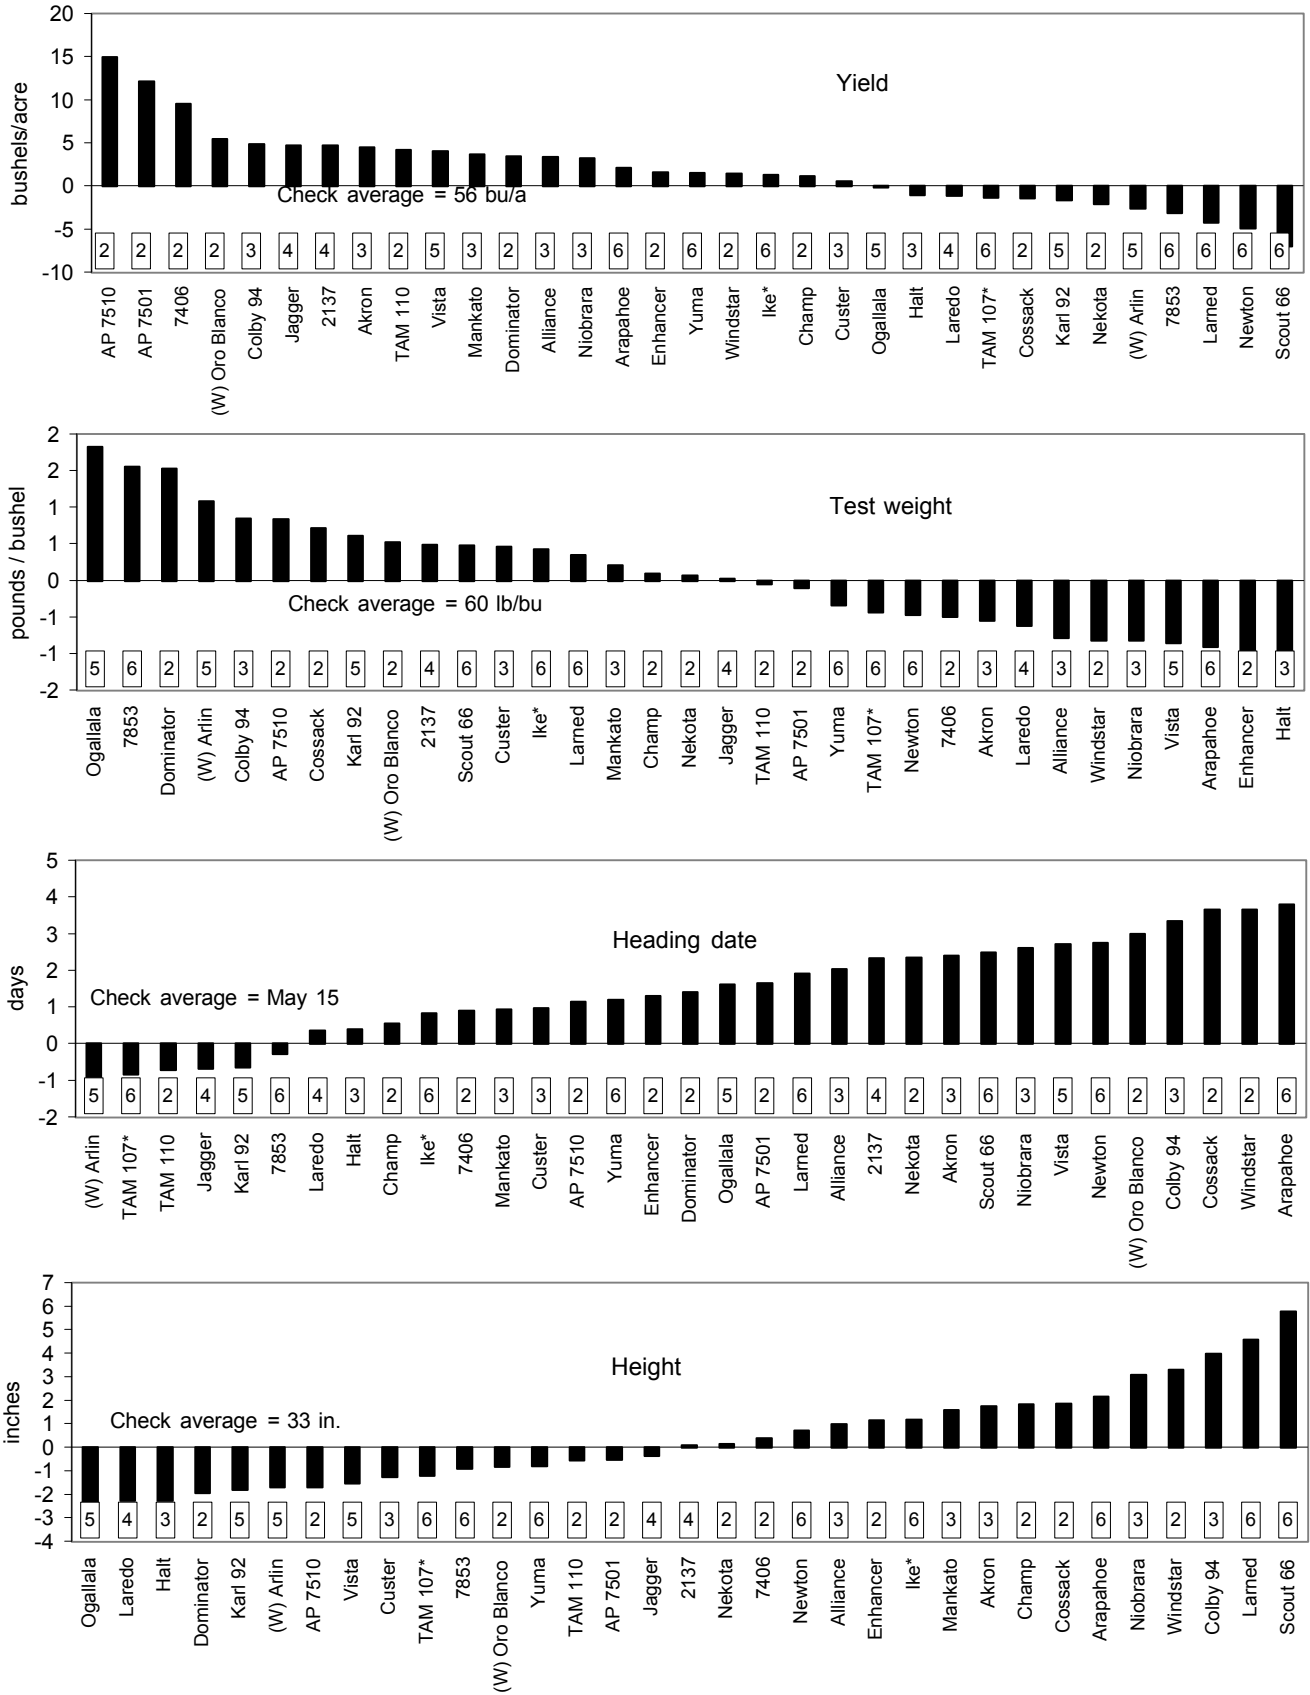 20
15
10
5
0
-5
-10
bushels/acre
Yield
Check average = 56 bu/a
2 2 2 2 3 4 4 3 2 5 3 2 3 3 6 2 6 2 6 2 3 5 3 4 6 2 5 2 5 6 6 6 6
AP 7510
AP 7501
7406
(W) Oro Blanco
Colby 94
Jagger
2137
Akron
TAM 110
Vista
Mankato
Dominator
Alliance
Niobrara
Arapahoe
Enhancer
Yuma
Windstar
Ike*
Champ
Custer
Ogallala
Halt
Laredo
TAM 107*
Cossack
Karl 92
Nekota
(W) Arlin
7853
Larned
Newton
Scout 66
2
2
1
1
0
-1
-1
-2
pounds / bushel
Test weight
Check average = 60 lb/bu
5 6 2 5 3 2 2 5 2 4 6 3 6 6 3 2 2 4 2 2 6 6 6 2 3 4 3 2 3 5 6 2 3
Ogallala
7853
Dominator
(W) Arlin
Colby 94
AP 7510
Cossack
Karl 92
(W) Oro Blanco
2137
Scout 66
Custer
Ike*
Larned
Mankato
Champ
Nekota
Jagger
TAM 110
AP 7501
Yuma
TAM 107*
Newton
7406
Akron
Laredo
Alliance
Windstar
Niobrara
Vista
Arapahoe
Enhancer
Halt
5
4
3
2
1
0
-1
-2
days
Heading date
Check average = May 15
5 6 2 4 5 6 4 3 2 6 2 3 3 2 6 2 2 5 2 6 3 4 2 3 6 3 5 6 2 3 2 2 6
(W) Arlin
TAM 107*
TAM 110
Jagger
Karl 92
7853
Laredo
Halt
Champ
Ike*
7406
Mankato
Custer
AP 7510
Yuma
Enhancer
Dominator
Ogallala
AP 7501
Larned
Alliance
2137
Nekota
Akron
Scout 66
Niobrara
Vista
Newton
(W) Oro Blanco
Colby 94
Cossack
Windstar
Arapahoe
7
6
5
4
3
2
1
0
-1
-2
-3
-4
inches
Height
Check average = 33 in.
5 4 3 2 5 5 2 5 3 6 6 2 6 2 2 4 4 2 2 6 3 2 6 3 3 2 2 6 3 2 3 6 6
Ogallala
Laredo
Halt
Dominator
Karl 92
(W) Arlin
AP 7510
Vista
Custer
TAM 107*
7853
(W) Oro Blanco
Yuma
TAM 110
AP 7501
Jagger
2137
Nekota
7406
Newton
Alliance
Enhancer
Ike*
Mankato
Akron
Champ
Cossack
Arapahoe
Niobrara
Windstar
Colby 94
Larned
Scout 66